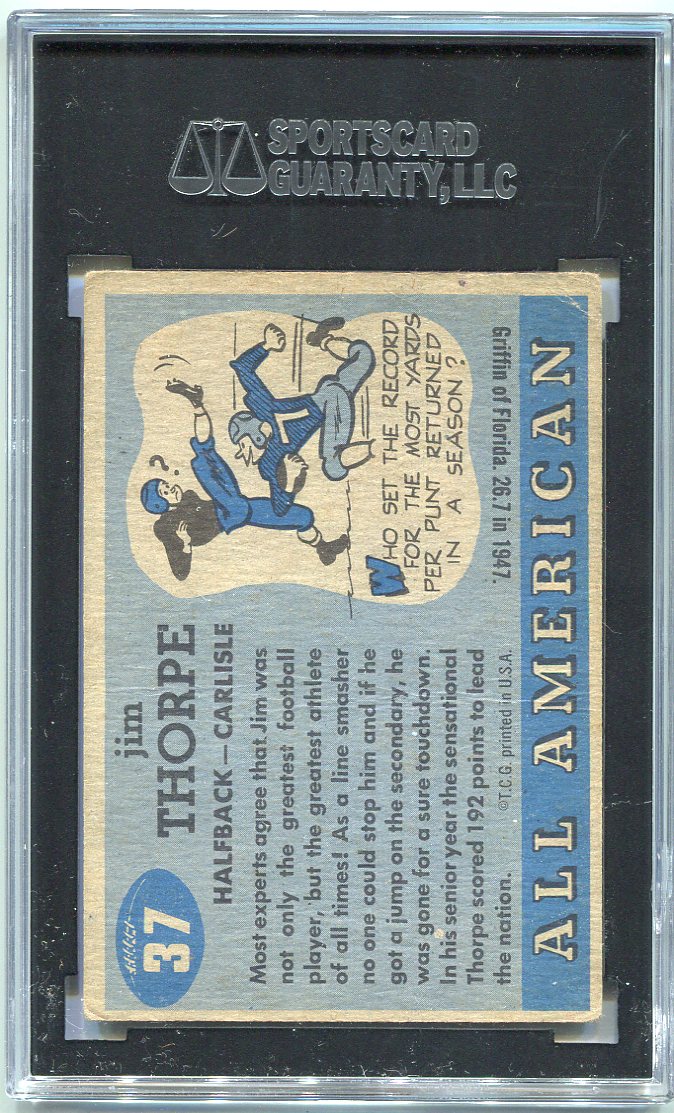 SPORTSCARD
GUARANTY, LLC
37
jim
THORPE
HALFBACK — CARLISLE
Most experts agree that Jim was
not only the greatest football
player, but the greatest athlete
of all times! As a line smasher
no one could stop him and if he
got a jump on the secondary, he
was gone for a sure touchdown.
In his senior year the sensational
Thorpe scored 192 points to lead
the nation.
?
WHO SET THE RECORD
FOR THE MOST YARDS
PER PUNT RETURNED
IN A SEASON?
Griffin of Florida. 26.7 in 1947.
©T.C.G. printed in U.S.A.
ALL AMERICAN